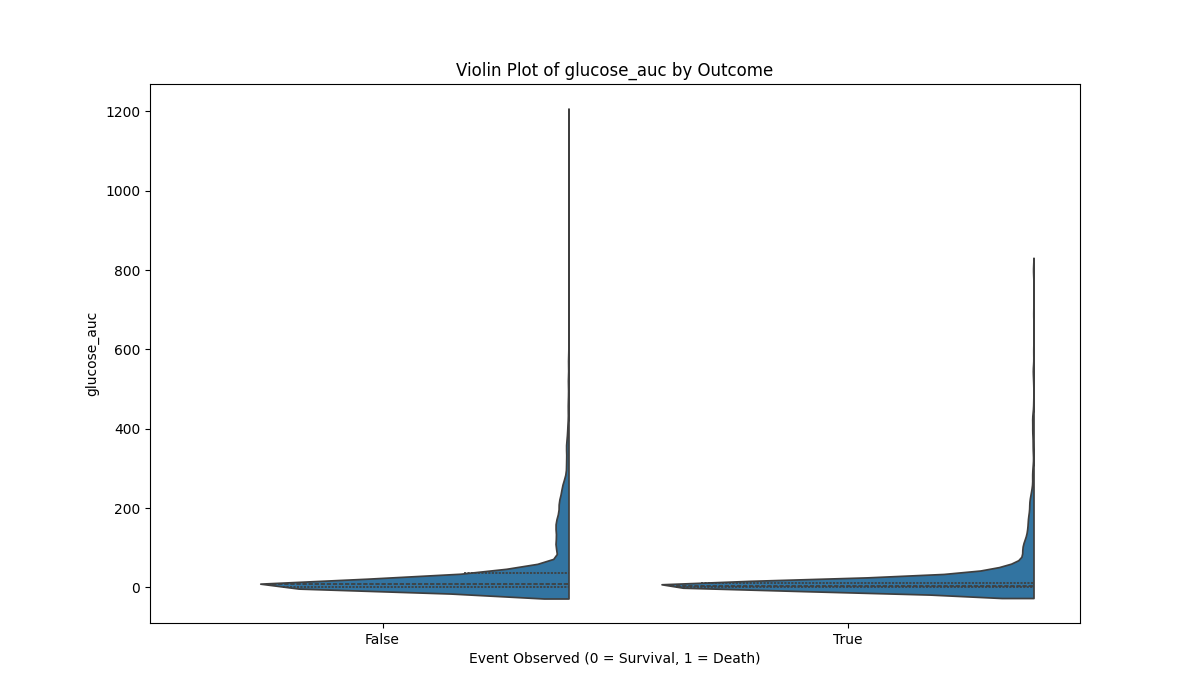 Violin Plot of glucose_auc by Outcome
1200
1000
800
600
400
200
0
glucose_auc
False
True
Event Observed (0 = Survival, 1 = Death)